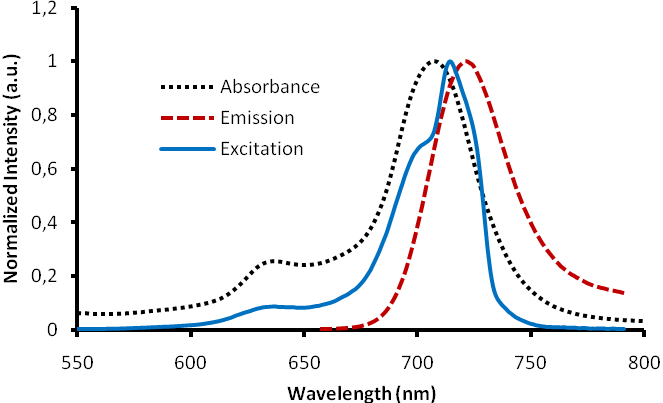 1,2
1
0,8
0,6
0,4
0,2
0
Normalized Intensity (a.u.)
Absorbance
Emission
Excitation
550 600 650 700 750 800
Wavelength (nm)